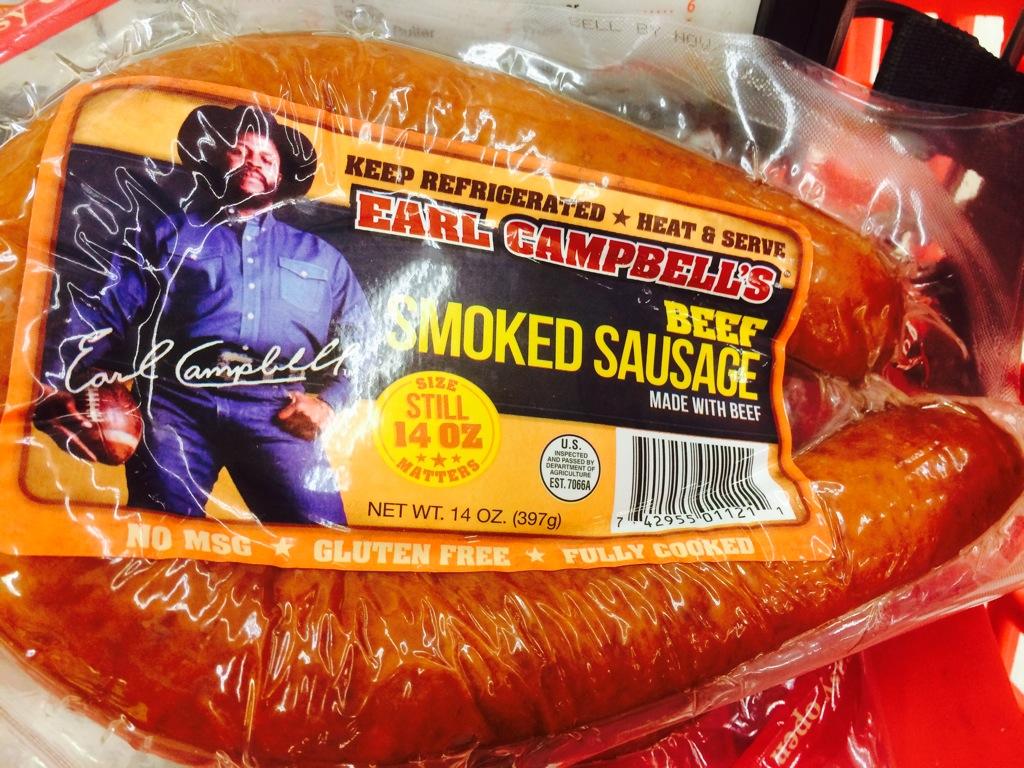 SELL BY NOV
KEEP REFRIGERATED ★ HEAT & SERVE
EARL CAMPBELL'S
BEEF
SMOKED SAUSAGE
MADE WITH BEEF
Earl Campbell
SIZE
STILL
14 OZ
MATTERS
U.S.
INSPECTED
AND PASSED BY
DEPARTMENT OF
AGRICULTURE
EST. 7066A
NET WT. 14 OZ. (397g)
7 42955 01121 1
NO MSG ★ GLUTEN FREE ★ FULLY COOKED
open